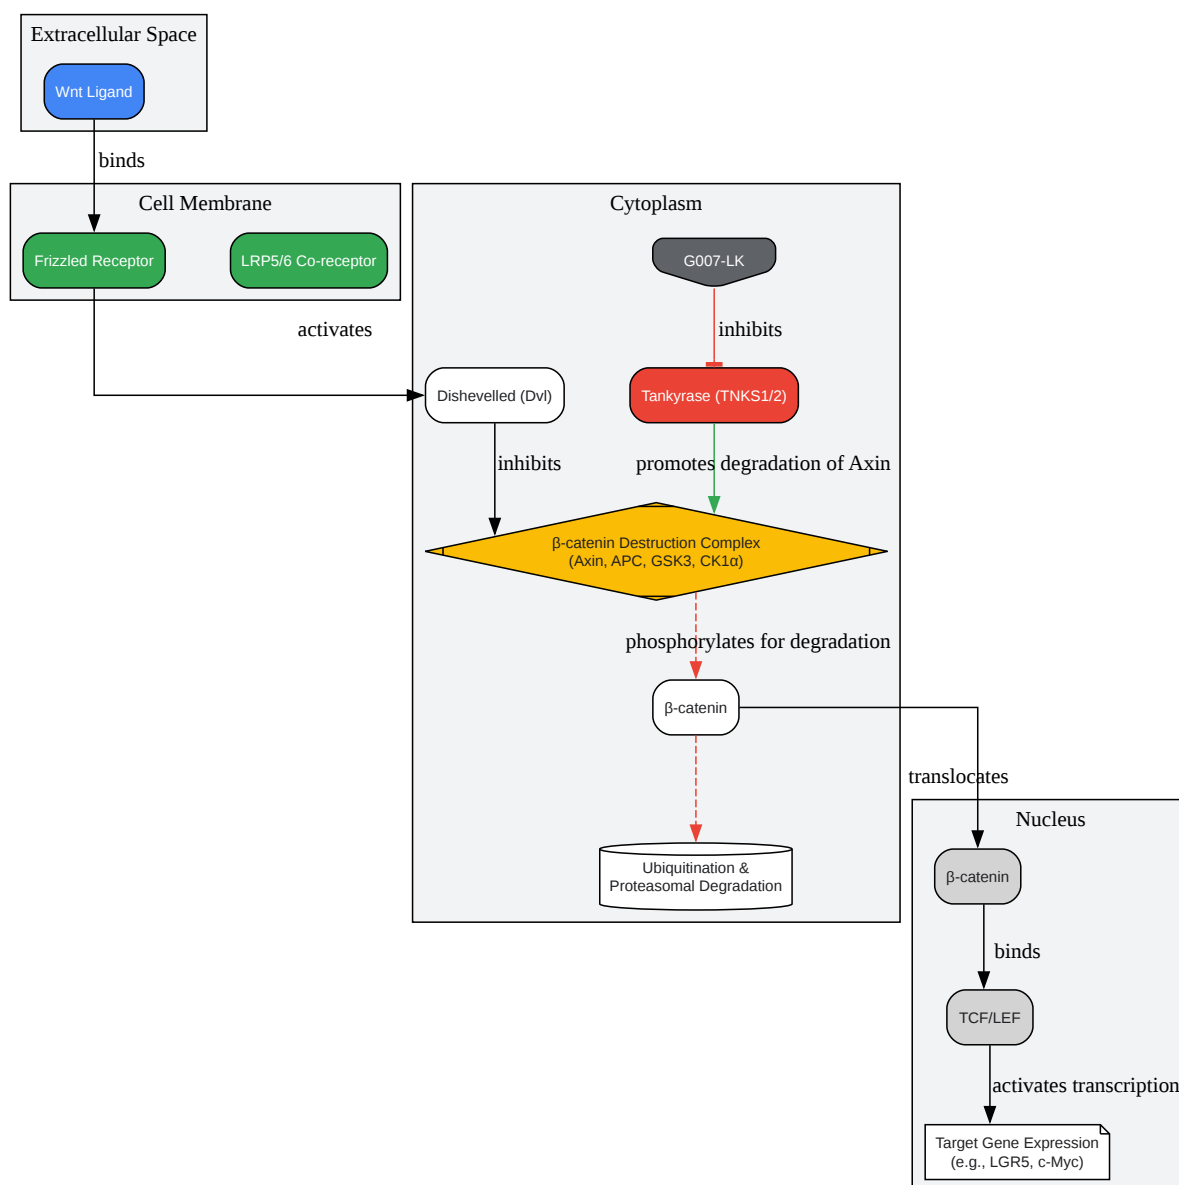 Extracellular Space
Wnt Ligand
binds
Cell Membrane
Frizzled Receptor
LRP5/6 Co-receptor
activates
Cytoplasm
G007-LK
inhibits
Dishevelled (Dvl)
Tankyrase (TNKS1/2)
inhibits
promotes degradation of Axin
β-catenin Destruction Complex
(Axin, APC, GSK3, CK1α)
phosphorylates for degradation
β-catenin
translocates
Ubiquitination &
Proteasomal Degradation
Nucleus
β-catenin
binds
TCF/LEF
activates transcription
Target Gene Expression
(e.g., LGR5, c-Myc)